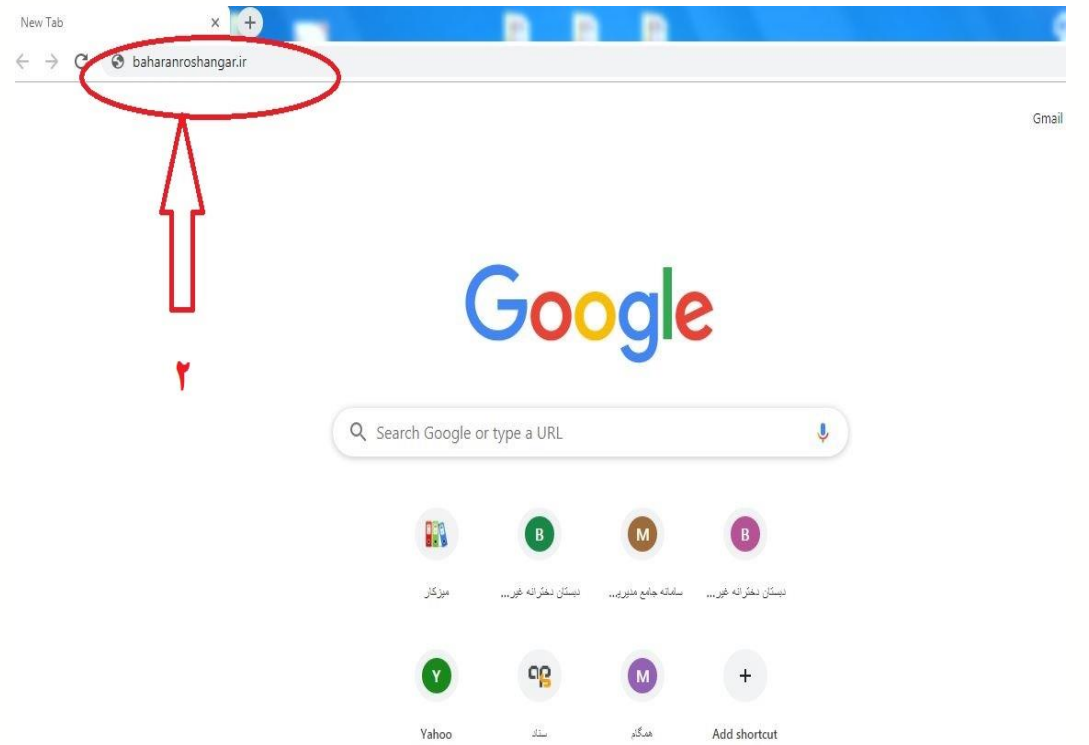 New Tab
baharanroshangar.ir
Gmail
Google
۲
Search Google or type a URL
B
M
B
میزکار
دبستان دخترانه غیر...
سامانه جامع مدیری...
دبستان دخترانه غیر...
Y
M
Yahoo
سناد
همگام
Add shortcut